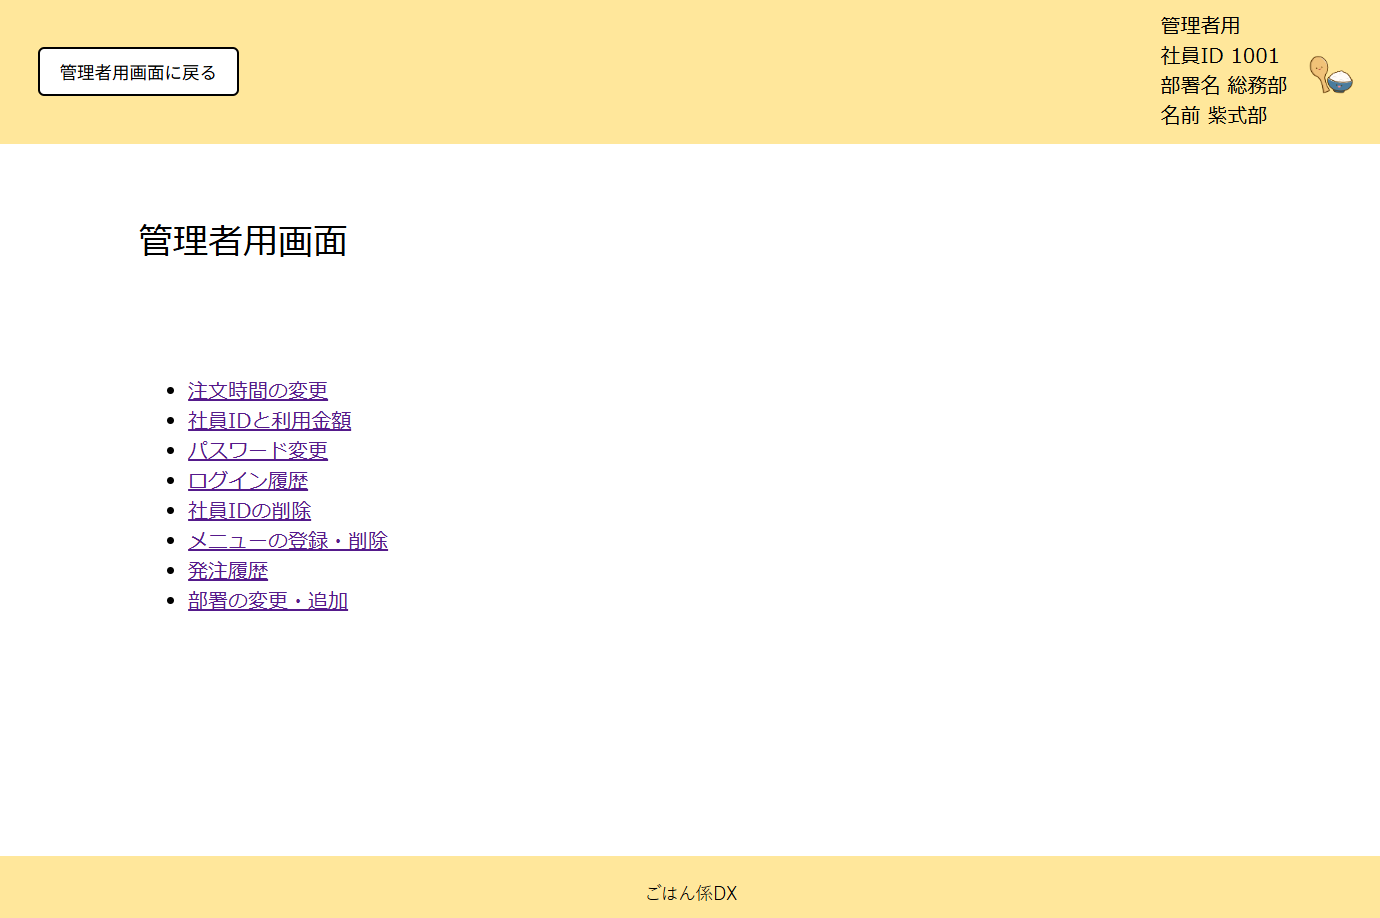 管理者用画面に戻る
管理者用
社員ID 1001
部署名 総務部
名前 紫式部
管理者用画面
注文時間の変更
社員IDと利用金額
パスワード変更
ログイン履歴
社員IDの削除
メニューの登録・削除
発注履歴
部署の変更・追加
ごはん係DX